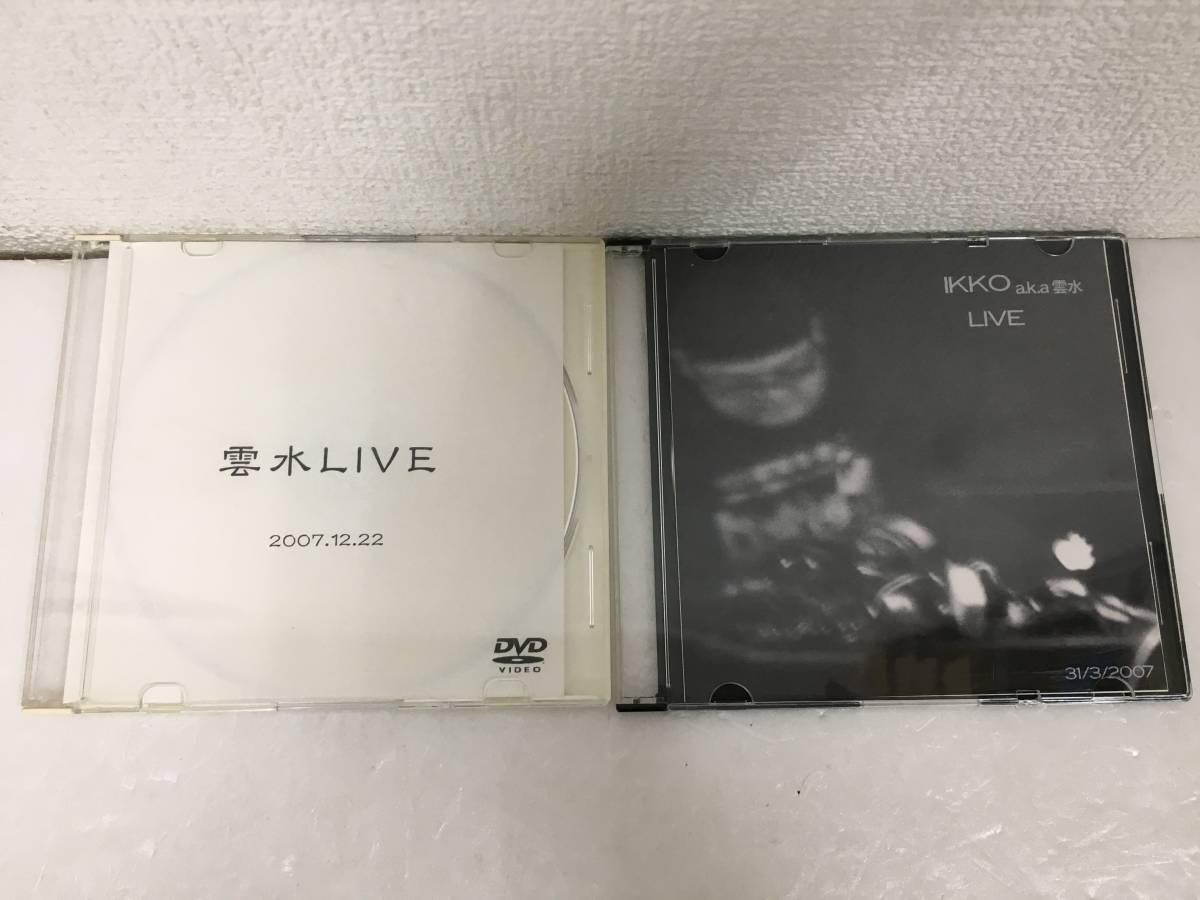 雲水LIVE
2007.12.22
DVD
VIDEO
IKKO a.k.a 雲水
LIVE
31/3/2007